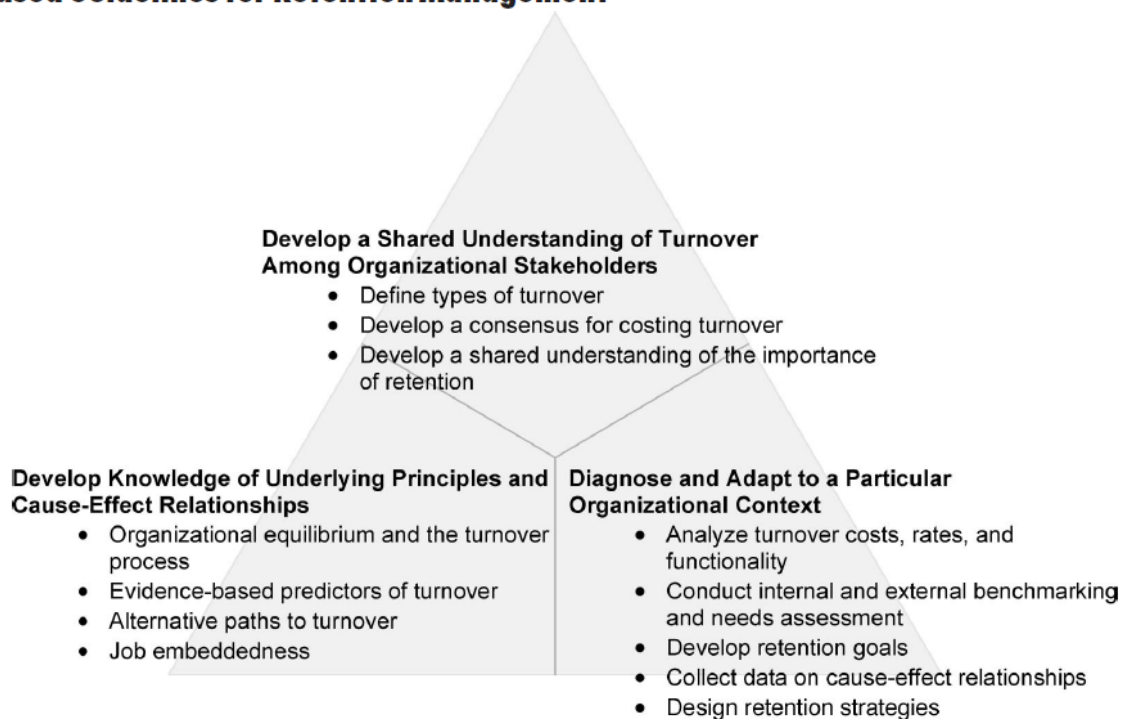 Guidelines for Retention Management
Develop a Shared Understanding of Turnover
Among Organizational Stakeholders
• Define types of turnover
• Develop a consensus for costing turnover
• Develop a shared understanding of the importance
of retention
Develop Knowledge of Underlying Principles and
Cause-Effect Relationships
• Organizational equilibrium and the turnover
process
• Evidence-based predictors of turnover
• Alternative paths to turnover
• Job embeddedness
Diagnose and Adapt to a Particular
Organizational Context
• Analyze turnover costs, rates, and
functionality
• Conduct internal and external benchmarking
and needs assessment
• Develop retention goals
• Collect data on cause-effect relationships
• Design retention strategies